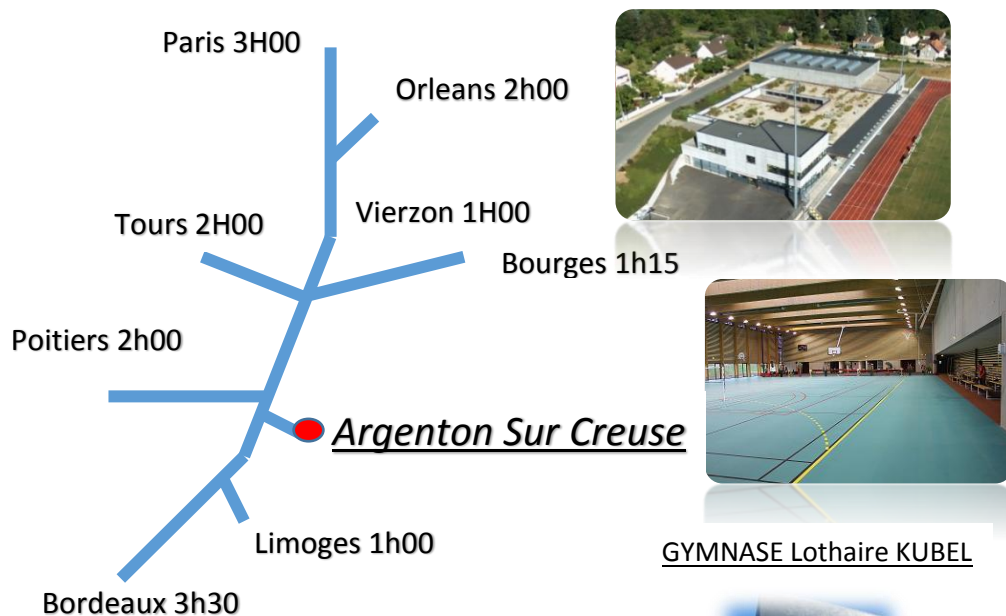 Paris 3H00
Orleans 2h00
Tours 2H00
Vierzon 1H00
Bourges 1h15
Poitiers 2h00
Argenton Sur Creuse
Limoges 1h00
Bordeaux 3h30
GYMNASE Lothaire KUBEL